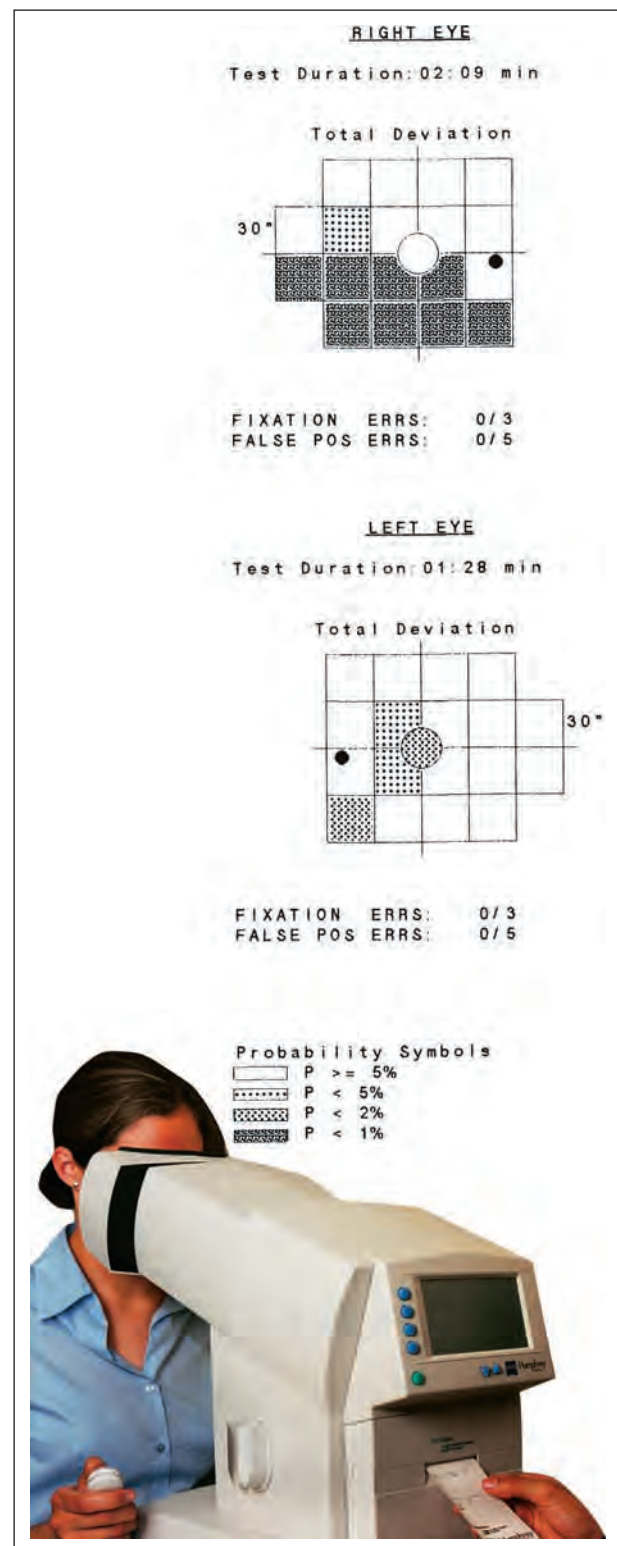 RIGHT EYE
Test Duration:02:09 min
Total Deviation
30°
FIXATION ERRS: 0/3
FALSE POS ERRS: 0/5
LEFT EYE
Test Duration:01:28 min
Total Deviation
30°
FIXATION ERRS: 0/3
FALSE POS ERRS: 0/5
Probability Symbols
P >= 5%
P < 5%
P < 2%
P < 1%
Humphrey